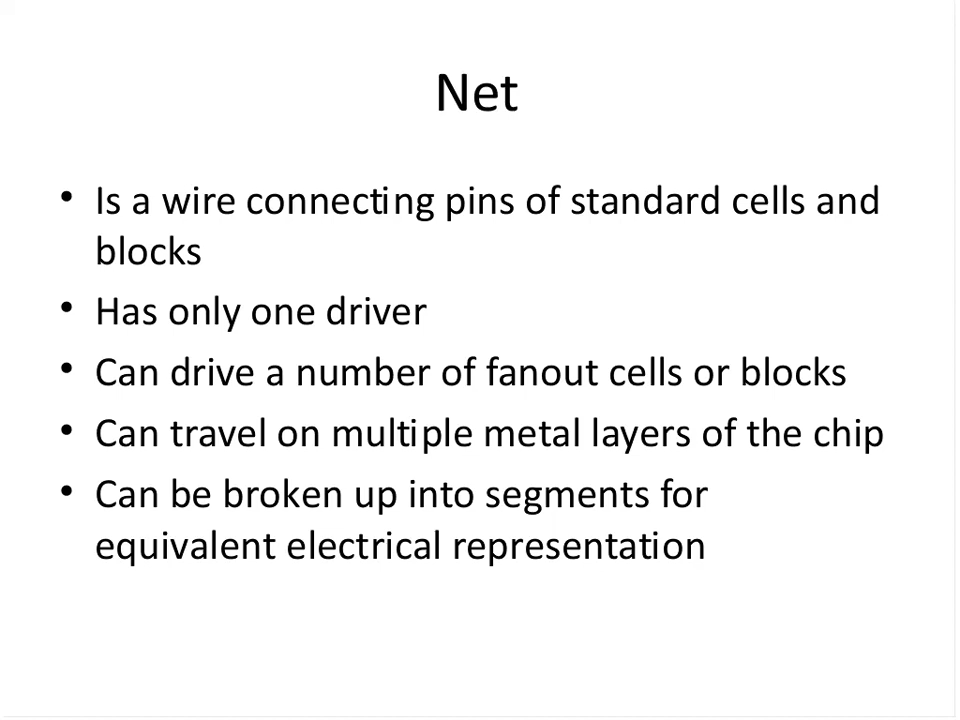 Net
• Is a wire connecting pins of standard cells and
blocks
• Has only one driver
• Can drive a number of fanout cells or blocks
• Can travel on multiple metal layers of the chip
• Can be broken up into segments for
equivalent electrical representation